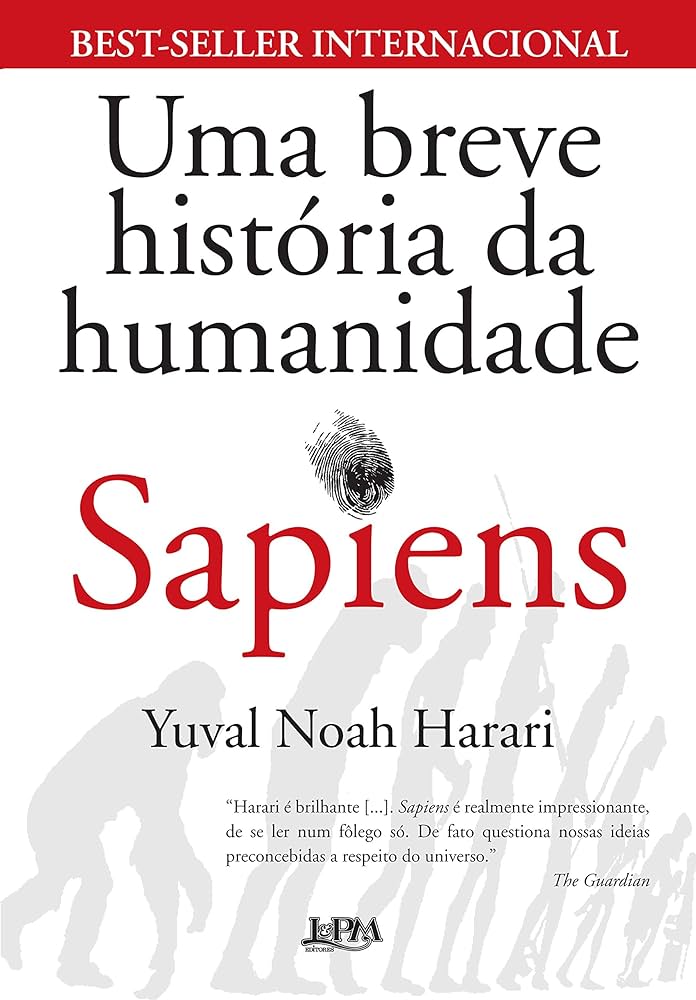 BEST-SELLER INTERNACIONAL
Uma breve
história da
humanidade
Sapiens
Yuval Noah Harari
“Harari é brilhante [...]. Sapiens é realmente impressionante,
de se ler num fôlego só. De fato questiona nossas ideias
preconcebidas a respeito do universo.”
The Guardian
L&PM
EDITORES